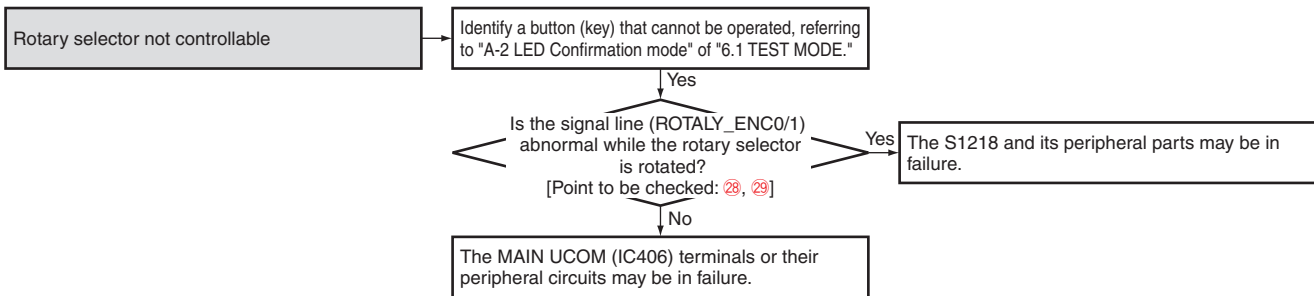 Rotary selector not controllable
Identify a button (key) that cannot be operated, referring
to "A-2 LED Confirmation mode" of "6.1 TEST MODE."
Yes
Is the signal line (ROTALY_ENC0/1)
abnormal while the rotary selector
is rotated?
[Point to be checked: ㉘, ㉙]
Yes
The S1218 and its peripheral parts may be in
failure.
No
The MAIN UCOM (IC406) terminals or their
peripheral circuits may be in failure.